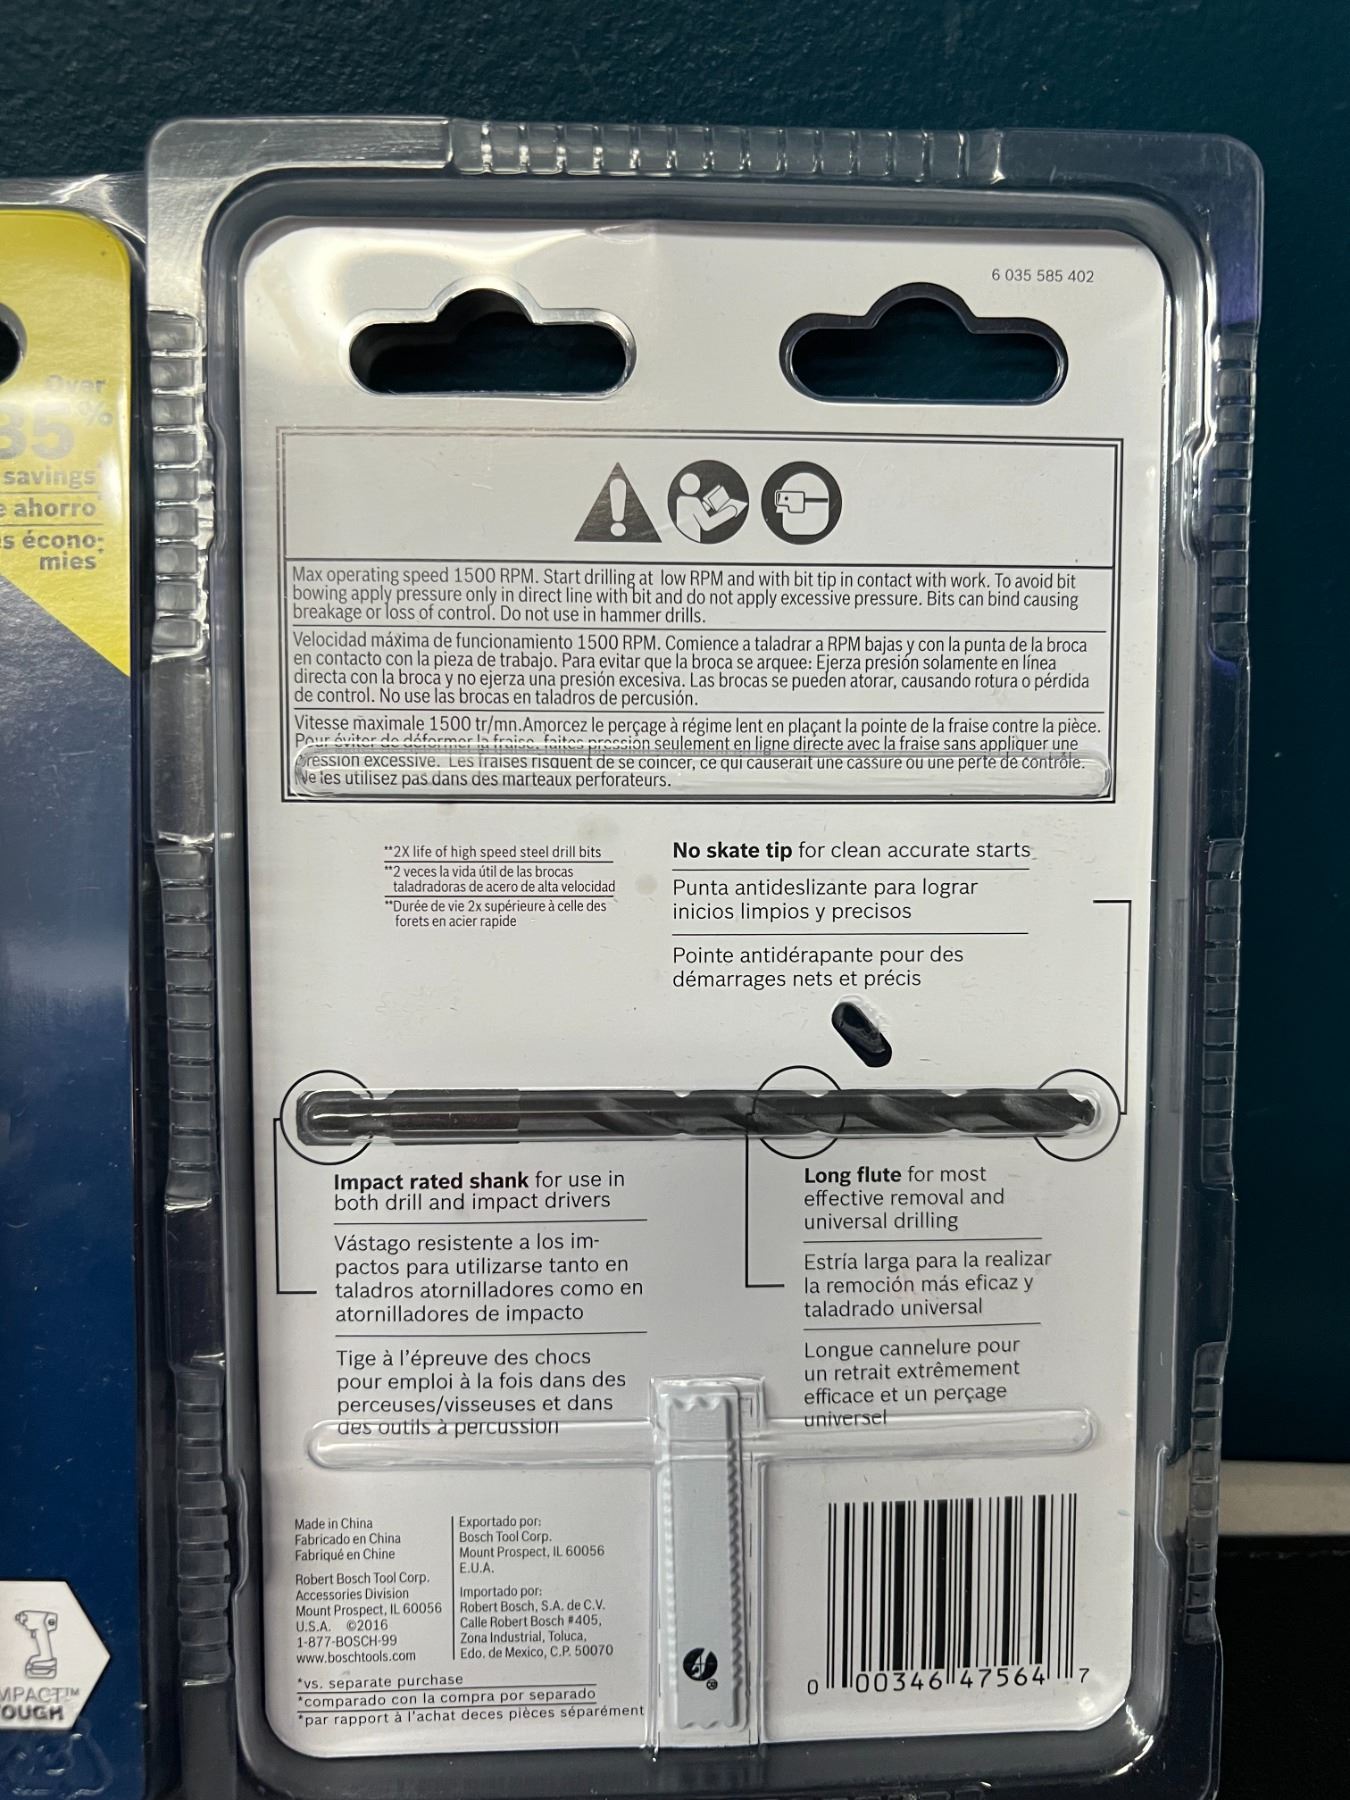 6 035 585 402
Over
35%
savings*
e ahorro*
s écono-
mies*
Max operating speed 1500 RPM. Start drilling at low RPM and with bit tip in contact with work. To avoid bit
bowing apply pressure only in direct line with bit and do not apply excessive pressure. Bits can bind causing
breakage or loss of control. Do not use in hammer drills.
Velocidad máxima de funcionamiento 1500 RPM. Comience a taladrar a RPM bajas y con la punta de la broca
en contacto con la pieza de trabajo. Para evitar que la broca se arquee: Ejerza presión solamente en línea
directa con la broca y no ejerza una presión excesiva. Las brocas se pueden atorar, causando rotura o pérdida
de control. No use las brocas en taladros de percusión.
Vitesse maximale 1500 tr/mn.Amorcez le perçage à régime lent en plaçant la pointe de la fraise contre la pièce.
Pour éviter de déformer la fraise, faites pression seulement en ligne directe avec la fraise sans appliquer une
pression excessive. Les fraises risquent de se coincer, ce qui causerait une cassure ou une perte de contrôle.
Ne les utilisez pas dans des marteaux perforateurs.
**2X life of high speed steel drill bits
**2 veces la vida útil de las brocas
taladradoras de acero de alta velocidad
**Durée de vie 2x supérieure à celle des
forets en acier rapide
No skate tip for clean accurate starts
Punta antideslizante para lograr
inicios limpios y precisos
Pointe antidérapante pour des
démarrages nets et précis
Impact rated shank for use in
both drill and impact drivers
Vástago resistente a los im-
pactos para utilizarse tanto en
taladros atornilladores como en
atornilladores de impacto
Tige à l'épreuve des chocs
pour emploi à la fois dans des
perceuses/visseuses et dans
des outils à percussion
Long flute for most
effective removal and
universal drilling
Estría larga para la realizar
la remoción más eficaz y
taladrado universal
Longue cannelure pour
un retrait extrêmement
efficace et un perçage
universel
Made in China
Fabricado en China
Fabriqué en Chine
Robert Bosch Tool Corp.
Accessories Division
Mount Prospect, IL 60056
U.S.A. ©2016
1-877-BOSCH-99
www.boschtools.com
Exportado por:
Bosch Tool Corp.
Mount Prospect, IL 60056
E.U.A.
Importado por:
Robert Bosch, S.A. de C.V.
Calle Robert Bosch #405,
Zona Industrial, Toluca,
Edo. de Mexico, C.P. 50070
*vs. separate purchase
*comparado con la compra por separado
*par rapport à l'achat deces pièces séparément
0 00346 47564 7
MPACT™
OUGH